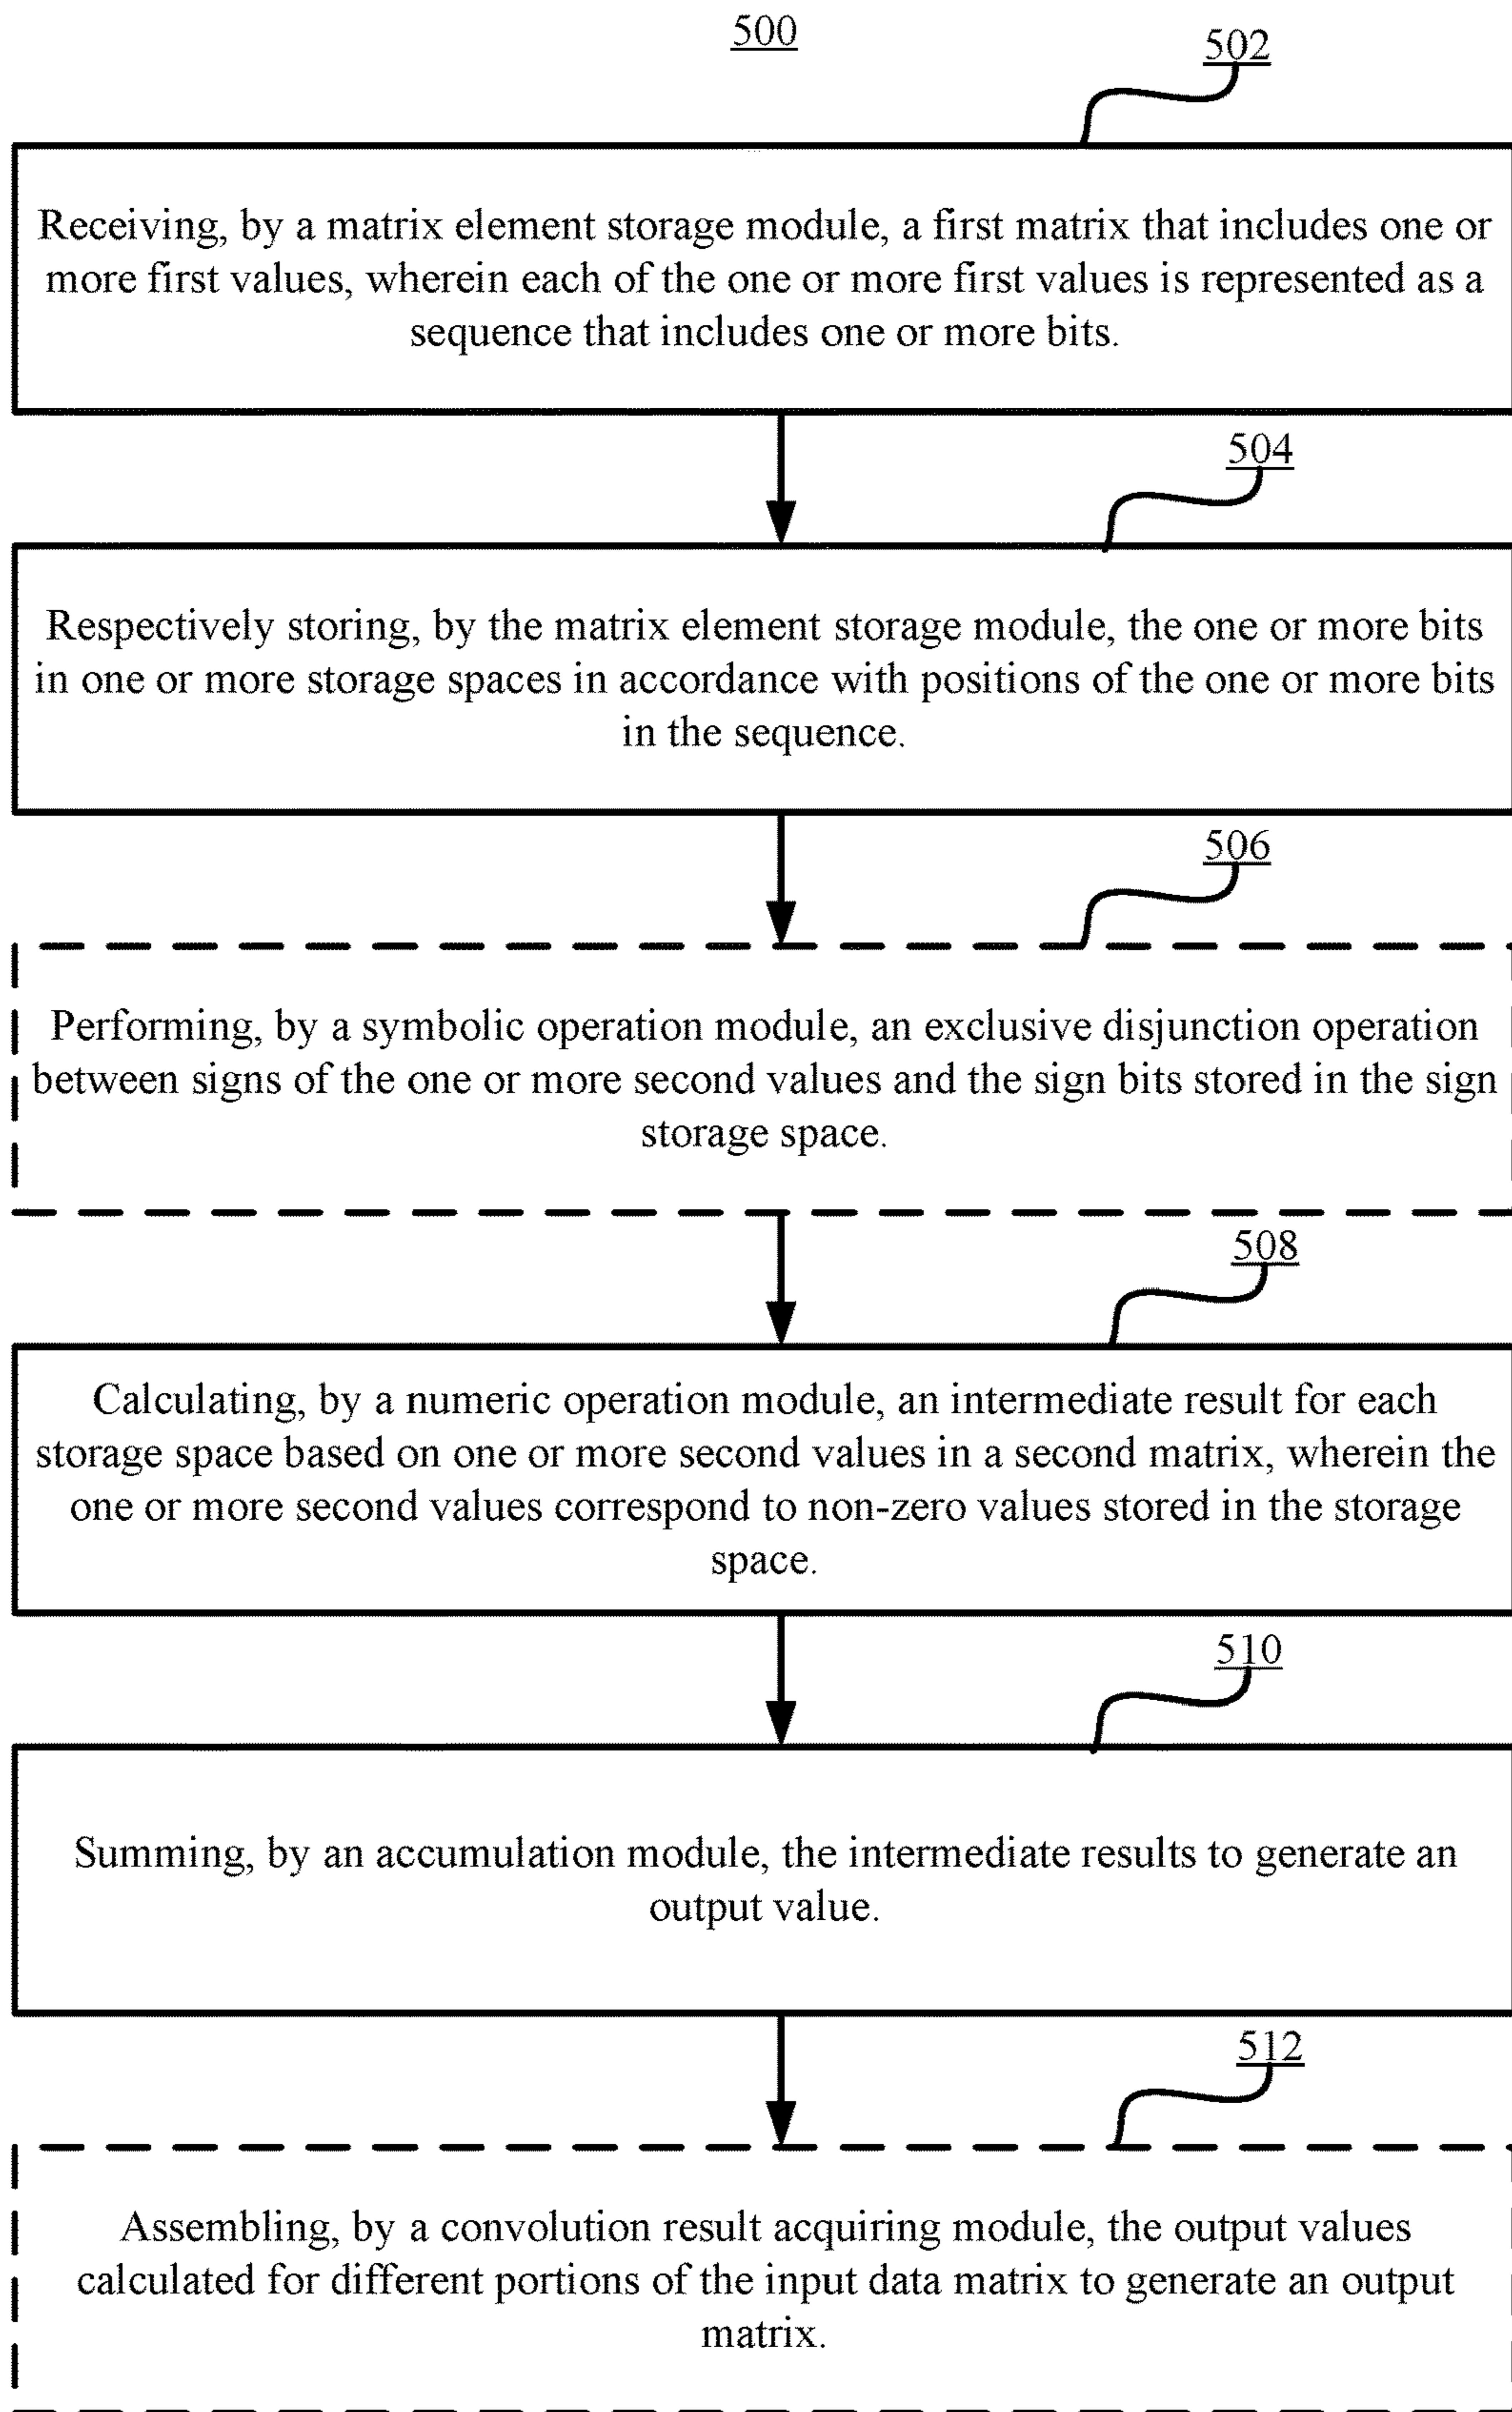 500
502
Receiving, by a matrix element storage module, a first matrix that includes one or
more first values, wherein each of the one or more first values is represented as a
sequence that includes one or more bits.
504
Respectively storing, by the matrix element storage module, the one or more bits
in one or more storage spaces in accordance with positions of the one or more bits
in the sequence.
506
Performing, by a symbolic operation module, an exclusive disjunction operation
between signs of the one or more second values and the sign bits stored in the sign
storage space.
508
Calculating, by a numeric operation module, an intermediate result for each
storage space based on one or more second values in a second matrix, wherein the
one or more second values correspond to non-zero values stored in the storage
space.
510
Summing, by an accumulation module, the intermediate results to generate an
output value.
512
Assembling, by a convolution result acquiring module, the output values
calculated for different portions of the input data matrix to generate an output
matrix.